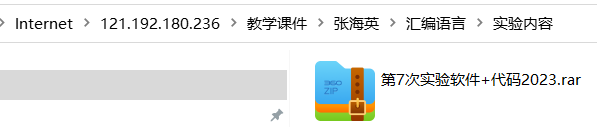 Internet > 121.192.180.236 > 教学课件 > 张海英 > 汇编语言 > 实验内容
360
ZIP
第7次实验软件+代码2023.rar